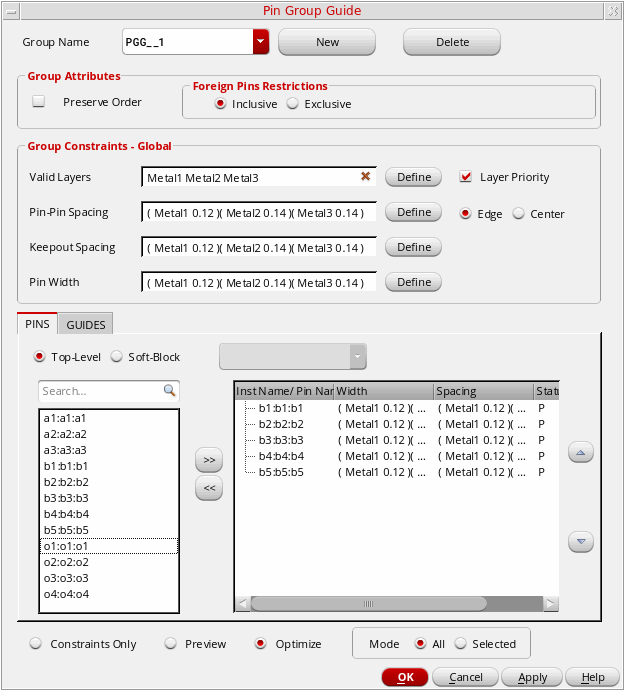 Pin Group Guide
Group Name PGG__1 New Delete
Group Attributes
Preserve Order
Foreign Pins Restrictions
Inclusive Exclusive
Group Constraints - Global
Valid Layers Metal1 Metal2 Metal3 Define Layer Priority
Pin-Pin Spacing ( Metal1 0.12 )( Metal2 0.14 )( Metal3 0.14 ) Define Edge Center
Keepout Spacing ( Metal1 0.12 )( Metal2 0.14 )( Metal3 0.14 ) Define
Pin Width ( Metal1 0.12 )( Metal2 0.14 )( Metal3 0.14 ) Define
PINS GUIDES
Top-Level Soft-Block
Search...
a1:a1:a1
a2:a2:a2
a3:a3:a3
b1:b1:b1
b2:b2:b2
b3:b3:b3
b4:b4:b4
b5:b5:b5
o1:o1:o1
o2:o2:o2
o3:o3:o3
o4:o4:o4
>>
<<
Inst Name/ Pin Nar Width Spacing Stat
b1:b1:b1 ( Metal1 0.12 )( ... ( Metal1 0.12 )( ... P
b2:b2:b2 ( Metal1 0.12 )( ... ( Metal1 0.12 )( ... P
b3:b3:b3 ( Metal1 0.12 )( ... ( Metal1 0.12 )( ... P
b4:b4:b4 ( Metal1 0.12 )( ... ( Metal1 0.12 )( ... P
b5:b5:b5 ( Metal1 0.12 )( ... ( Metal1 0.12 )( ... P
Constraints Only Preview Optimize Mode All Selected
OK Cancel Apply Help